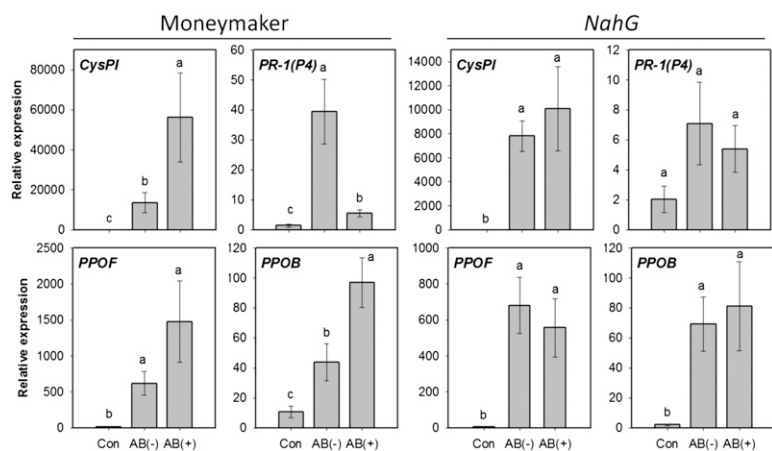 Moneymaker
NahG
Relative expression
CysPI
80000
60000
40000
20000
0
c
b
a
PR-1(P4)
60
50
40
30
20
10
0
c
a
b
CysPI
14000
12000
10000
8000
6000
4000
2000
0
b
a
a
PR-1(P4)
12
10
8
6
4
2
0
a
a
a
Relative expression
PPOF
2500
2000
1500
1000
500
0
b
a
a
Con AB(-) AB(+)
PPOB
120
100
80
60
40
20
0
c
b
a
Con AB(-) AB(+)
PPOF
1000
800
600
400
200
0
b
a
a
Con AB(-) AB(+)
PPOB
120
100
80
60
40
20
0
b
a
a
Con AB(-) AB(+)